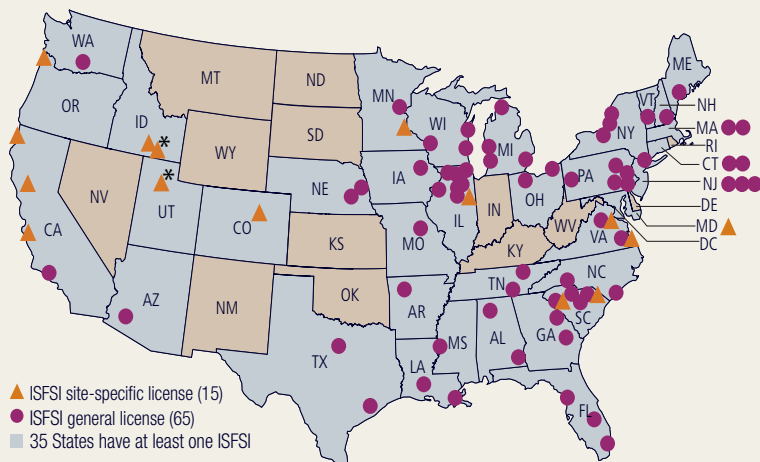 WA
ME
MT
ND
MN
VT
NH
OR
ID
*
WI
NY
MA
SD
MI
RI
WY
CT
*
IA
PA
NJ
NE
OH
NV
IN
DE
UT
IL
WV
MD
CA
CO
VA
DC
KS
MO
KY
NC
TN
AZ
OK
NM
AR
SC
MS
AL
GA
TX
LA
ISFSI site-specific license (15)
FL
ISFSI general license (65)
35 States have at least one ISFSI